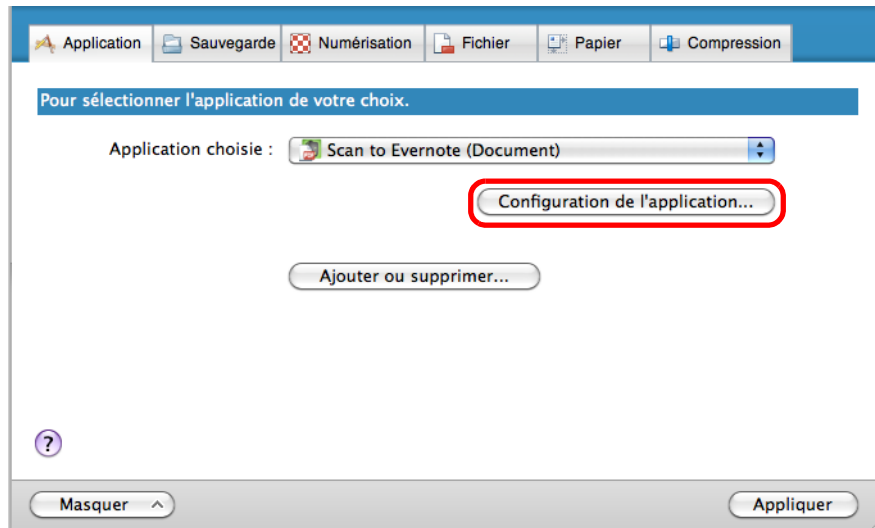 Application Sauvegarde Numérisation Fichier Papier Compression
Pour sélectionner l'application de votre choix.
Application choisie : Scan to Evernote (Document)
Configuration de l'application...
Ajouter ou supprimer...
?
Masquer Appliquer